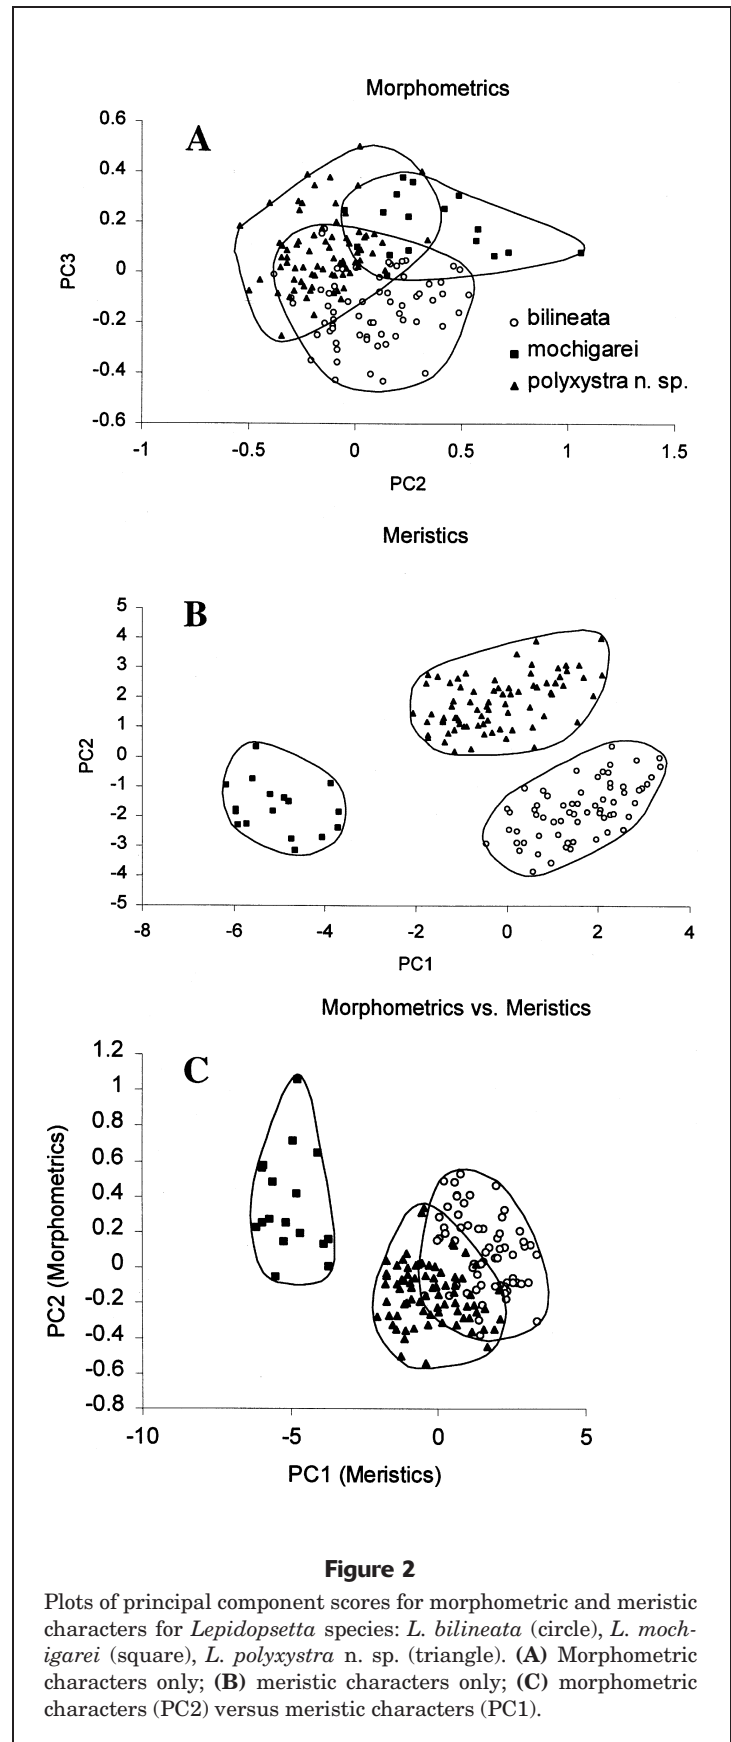 Morphometrics
A
0.6
0.4
0.2
0
-0.2
-0.4
-0.6
PC3
-1 -0.5 0 0.5 1 1.5
PC2
bilineata
mochigarei
polyxystra n. sp.
Meristics
B
5
4
3
2
1
0
-1
-2
-3
-4
-5
PC2
-8 -6 -4 -2 0 2 4
PC1
Morphometrics vs. Meristics
C
1.2
1
0.8
0.6
0.4
0.2
0
-0.2
-0.4
-0.6
-0.8
PC2 (Morphometrics)
-10 -5 0 5
PC1 (Meristics)
Figure 2
Plots of principal component scores for morphometric and meristic
characters for Lepidopsetta species: L. bilineata (circle), L. moch-
igarei (square), L. polyxystra n. sp. (triangle). (A) Morphometric
characters only; (B) meristic characters only; (C) morphometric
characters (PC2) versus meristic characters (PC1).